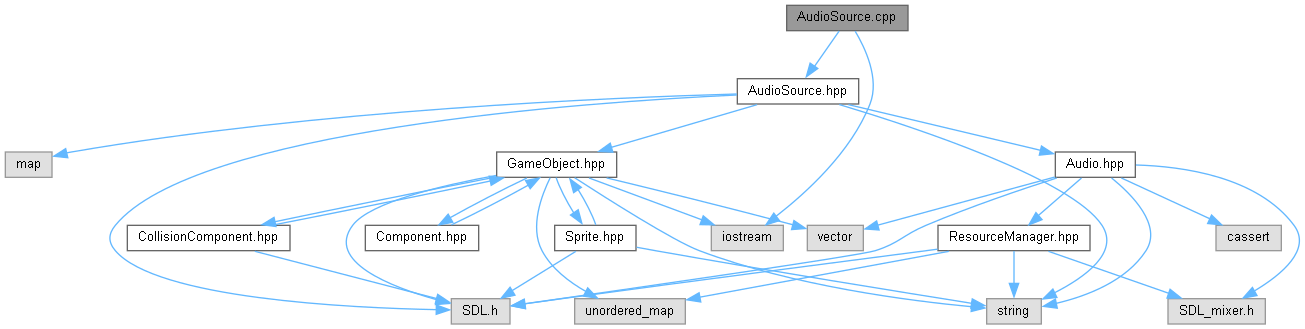 AudioSource.cpp
AudioSource.hpp
map
GameObject.hpp
Audio.hpp
CollisionComponent.hpp
Component.hpp
Sprite.hpp
iostream
vector
ResourceManager.hpp
cassert
SDL.h
unordered_map
string
SDL_mixer.h